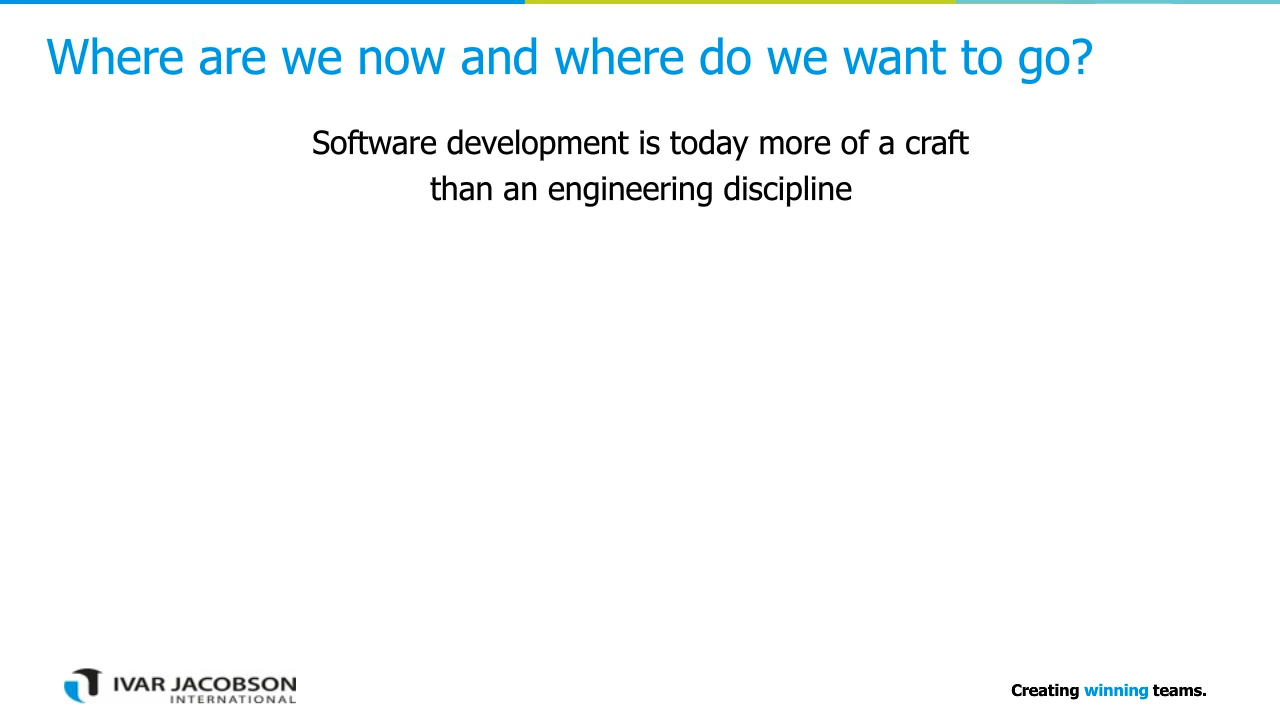 Where are we now and where do we want to go?
Software development is today more of a craft
than an engineering discipline
IVAR JACOBSON
INTERNATIONAL
Creating winning teams.